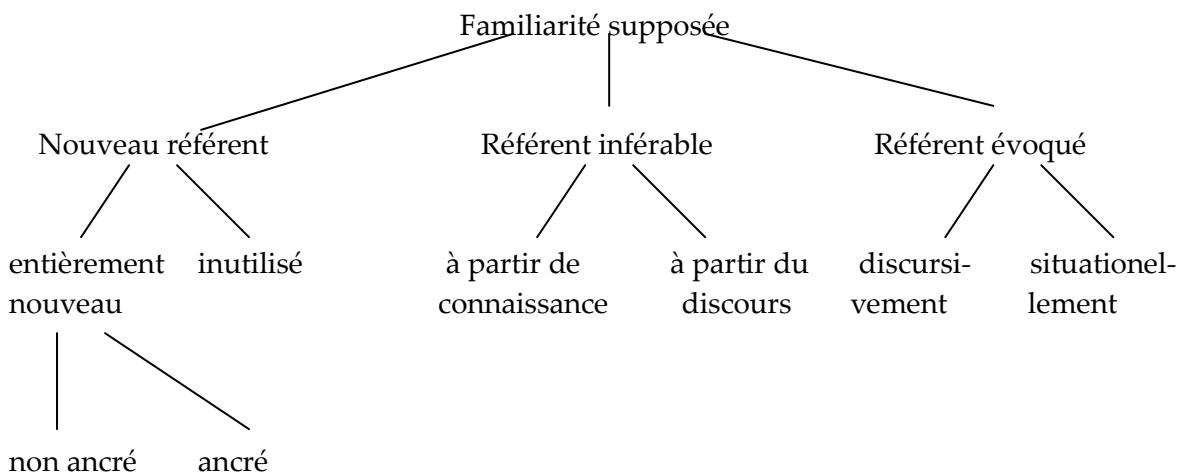 Familiarité supposée
Nouveau référent Référent inférable Référent évoqué
entièrement inutilisé à partir de à partir du discursi- situationel-
nouveau connaissance discours vement lement
non ancré ancré